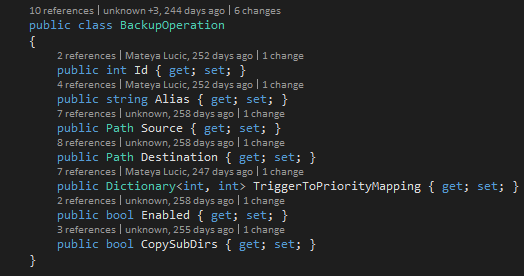 10 references | unknown +3, 244 days ago | 6 changes
public class BackupOperation
{
2 references | Mateya Lucic, 252 days ago | 1 change
public int Id { get; set; }
4 references | Mateya Lucic, 252 days ago | 1 change
public string Alias { get; set; }
7 references | unknown, 258 days ago | 1 change
public Path Source { get; set; }
8 references | unknown, 258 days ago | 1 change
public Path Destination { get; set; }
7 references | Mateya Lucic, 247 days ago | 1 change
public Dictionary<int, int> TriggerToPriorityMapping { get; set; }
2 references | unknown, 258 days ago | 1 change
public bool Enabled { get; set; }
3 references | unknown, 255 days ago | 1 change
public bool CopySubDirs { get; set; }
}